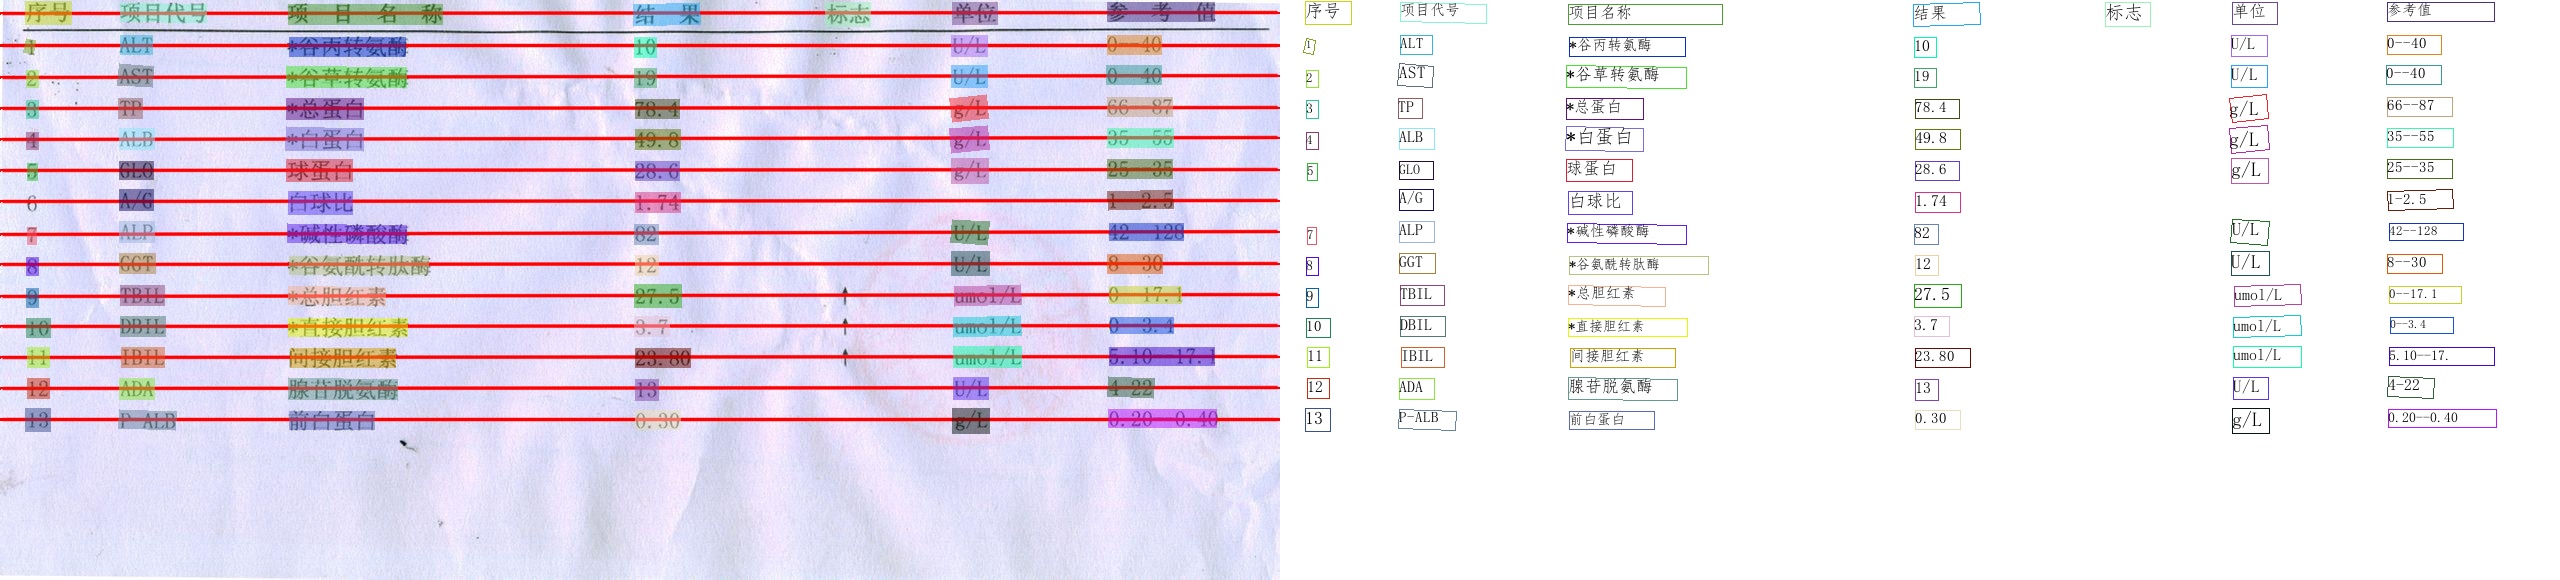 序号 项目代号 项目名称 结果 标志 单位 参考值
1 ALT *谷丙转氨酶 10 U/L 0--40
2 AST *谷草转氨酶 19 U/L 0--40
3 TP *总蛋白 78.4 g/L 66--87
4 ALB *白蛋白 49.8 g/L 35--55
5 GLO 球蛋白 28.6 g/L 25--35
6 A/G 白球比 1.74 1--2.5
7 ALP *碱性磷酸酶 82 U/L 42--128
8 GGT *谷氨酰转肽酶 12 U/L 8--30
9 TBIL *总胆红素 27.5 ↑ umol/L 0--17.1
10 DBIL *直接胆红素 3.7 ↑ umol/L 0--3.4
11 IBIL 间接胆红素 23.80 ↑ umol/L 5.10--17.1
12 ADA 腺苷脱氨酶 13 U/L 4-22
13 P-ALB 前白蛋白 0.30 g/L 0.20--0.40
序号 项目代号 项目名称 结果 标志 单位 参考值
1 ALT *谷丙转氨酶 10 U/L 0--40
2 AST *谷草转氨酶 19 U/L 0--40
3 TP *总蛋白 78.4 g/L 66--87
4 ALB *白蛋白 49.8 g/L 35--55
5 GLO 球蛋白 28.6 g/L 25--35
A/G 白球比 1.74 1-2.5
7 ALP *碱性磷酸酶 82 U/L 42--128
8 GGT *谷氨酰转肽酶 12 U/L 8--30
9 TBIL *总胆红素 27.5 umol/L 0--17.1
10 DBIL *直接胆红素 3.7 umol/L 0--3.4
11 IBIL 间接胆红素 23.80 umol/L 5.10--17.
12 ADA 腺苷脱氨酶 13 U/L 4-22
13 P-ALB 前白蛋白 0.30 g/L 0.20--0.40